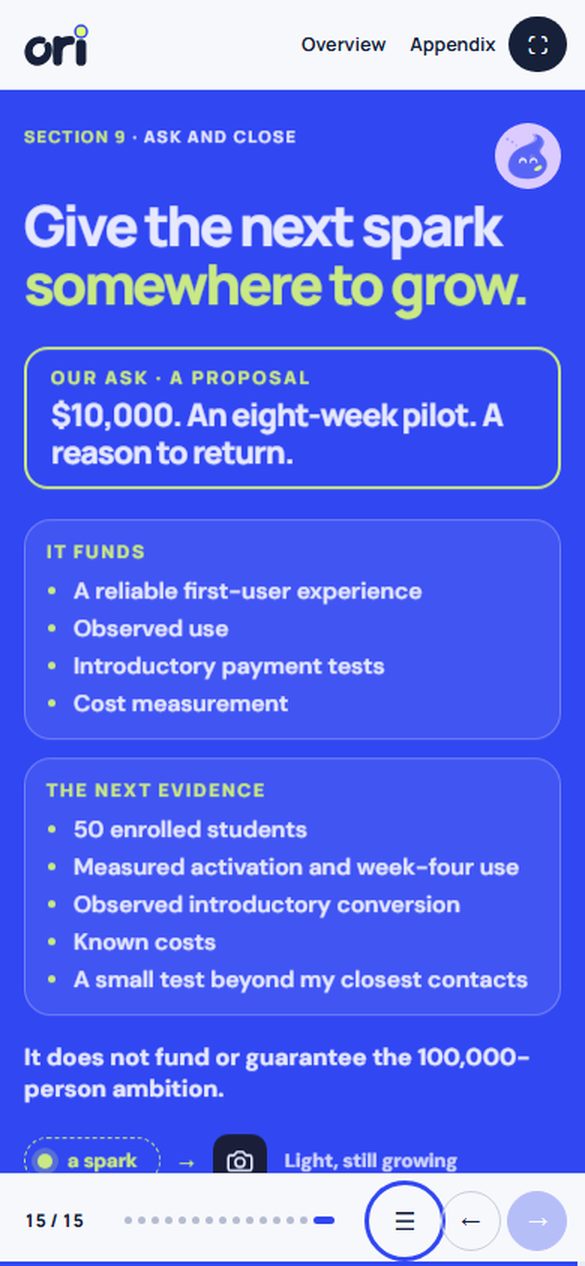 ori
Overview
Appendix
SECTION 9 · ASK AND CLOSE
Give the next spark
somewhere to grow.
OUR ASK · A PROPOSAL
$10,000. An eight-week pilot. A
reason to return.
IT FUNDS
• A reliable first-user experience
• Observed use
• Introductory payment tests
• Cost measurement
THE NEXT EVIDENCE
• 50 enrolled students
• Measured activation and week-four use
• Observed introductory conversion
• Known costs
• A small test beyond my closest contacts
It does not fund or guarantee the 100,000-
person ambition.
a spark → Light, still growing
15 / 15